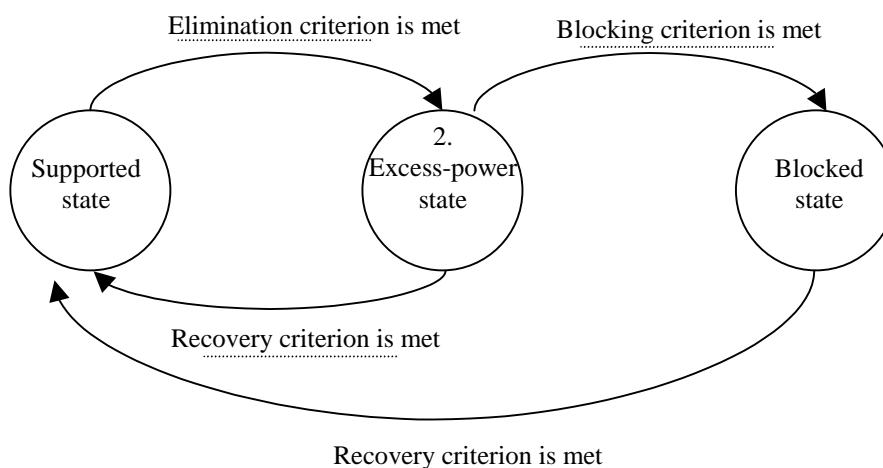 Elimination criterion is met
Blocking criterion is met
Supported
state
2.
Excess-power
state
Blocked
state
Recovery criterion is met
Recovery criterion is met